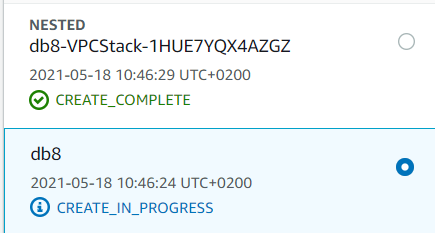 NESTED
db8-VPCStack-1HUE7YQX4AZGZ
2021-05-18 10:46:29 UTC+0200
CREATE_COMPLETE
db8
2021-05-18 10:46:24 UTC+0200
CREATE_IN_PROGRESS